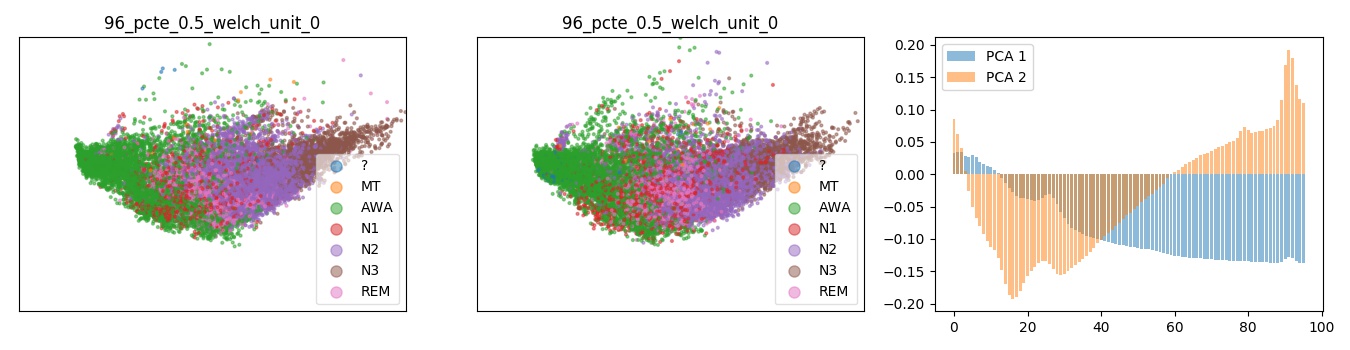 96_pcte_0.5_welch_unit_0
?
MT
AWA
N1
N2
N3
REM
96_pcte_0.5_welch_unit_0
?
MT
AWA
N1
N2
N3
REM
PCA 1
PCA 2
0.20
0.15
0.10
0.05
0.00
−0.05
−0.10
−0.15
−0.20
0 20 40 60 80 100